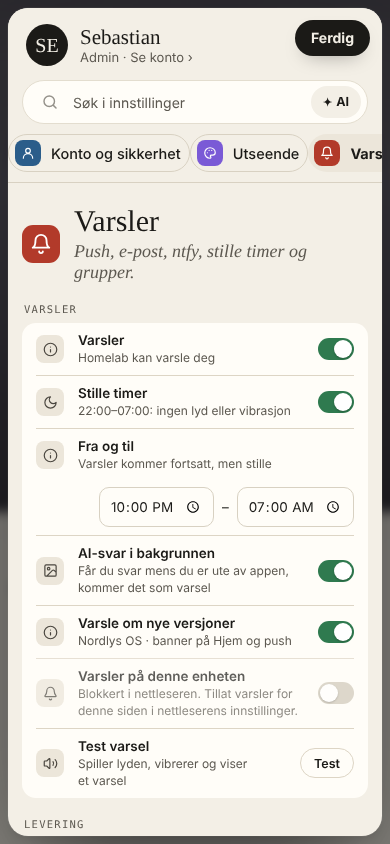 SE
Sebastian
Admin · Se konto ›
Ferdig
Søk i innstillinger
AI
Konto og sikkerhet
Utseende
Vars
Varsler
Push, e-post, ntfy, stille timer og
grupper.
VARSLER
Varsler
Homelab kan varsle deg
Stille timer
22:00–07:00: ingen lyd eller vibrasjon
Fra og til
Varsler kommer fortsatt, men stille
10:00 PM – 07:00 AM
AI-svar i bakgrunnen
Får du svar mens du er ute av appen,
kommer det som varsel
Varsle om nye versjoner
Nordlys OS · banner på Hjem og push
Varsler på denne enheten
Blokkert i nettleseren. Tillat varsler for
denne siden i nettleserens innstillinger.
Test varsel
Spiller lyden, vibrerer og viser
et varsel
Test
LEVERING